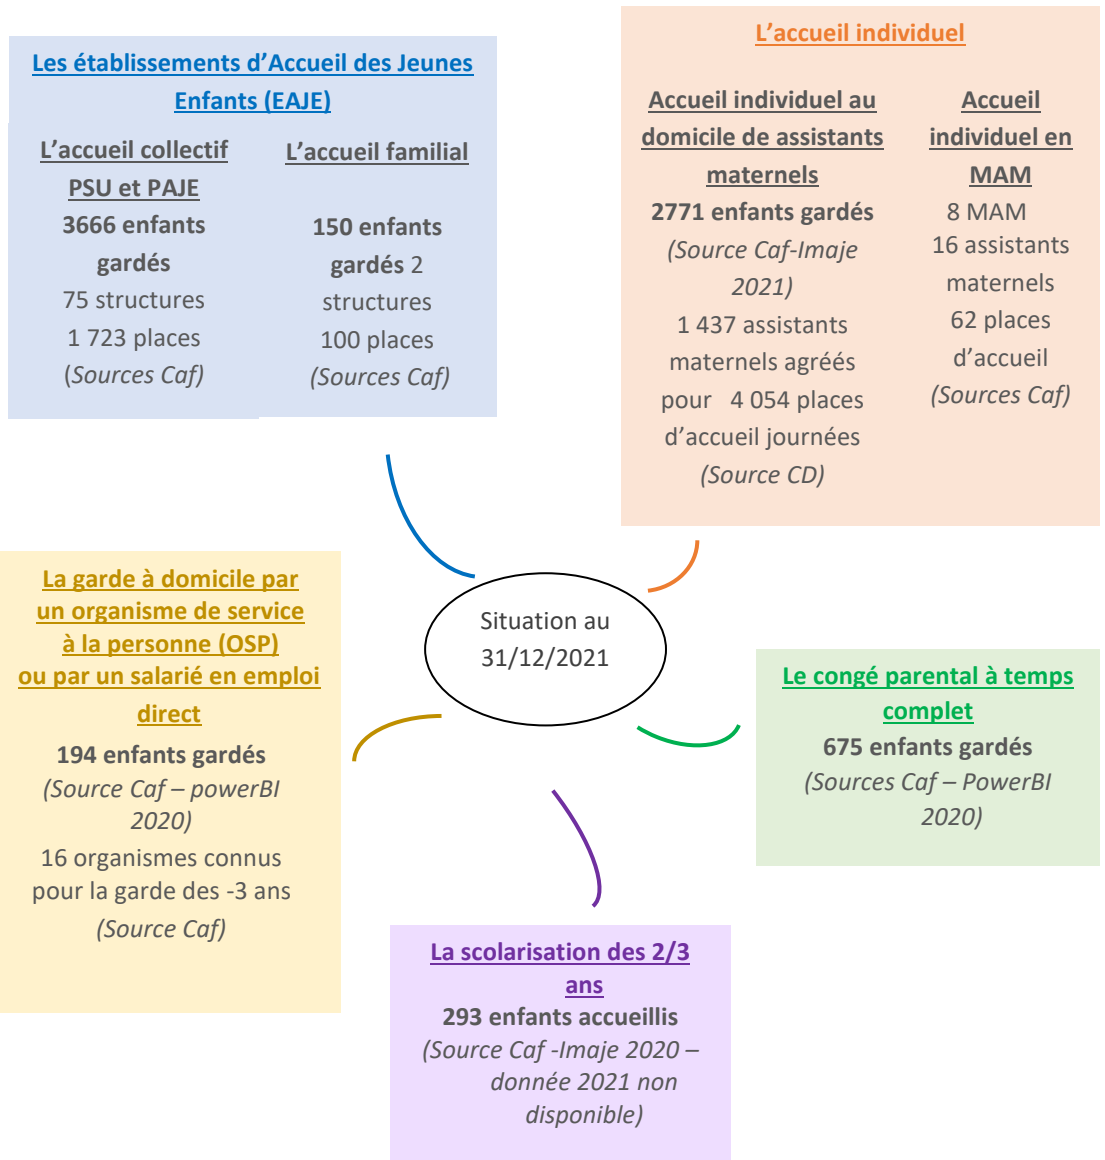 Les établissements d'Accueil des Jeunes
Enfants (EAJE)
L'accueil collectif
PSU et PAJE
3666 enfants
gardés
75 structures
1 723 places
(Sources Caf)
L'accueil familial
150 enfants
gardés 2
structures
100 places
(Sources Caf)
L'accueil individuel
Accueil individuel au
domicile de assistants
maternels
2771 enfants gardés
(Source Caf-Imaje
2021)
1 437 assistants
maternels agréés
pour 4 054 places
d'accueil journées
(Source CD)
Accueil
individuel en
MAM
8 MAM
16 assistants
maternels
62 places
d'accueil
(Sources Caf)
Situation au
31/12/2021
La garde à domicile par
un organisme de service
à la personne (OSP)
ou par un salarié en emploi
direct
194 enfants gardés
(Source Caf – powerBI
2020)
16 organismes connus
pour la garde des -3 ans
(Source Caf)
Le congé parental à temps
complet
675 enfants gardés
(Sources Caf – PowerBI
2020)
La scolarisation des 2/3
ans
293 enfants accueillis
(Source Caf -Imaje 2020 –
donnée 2021 non
disponible)